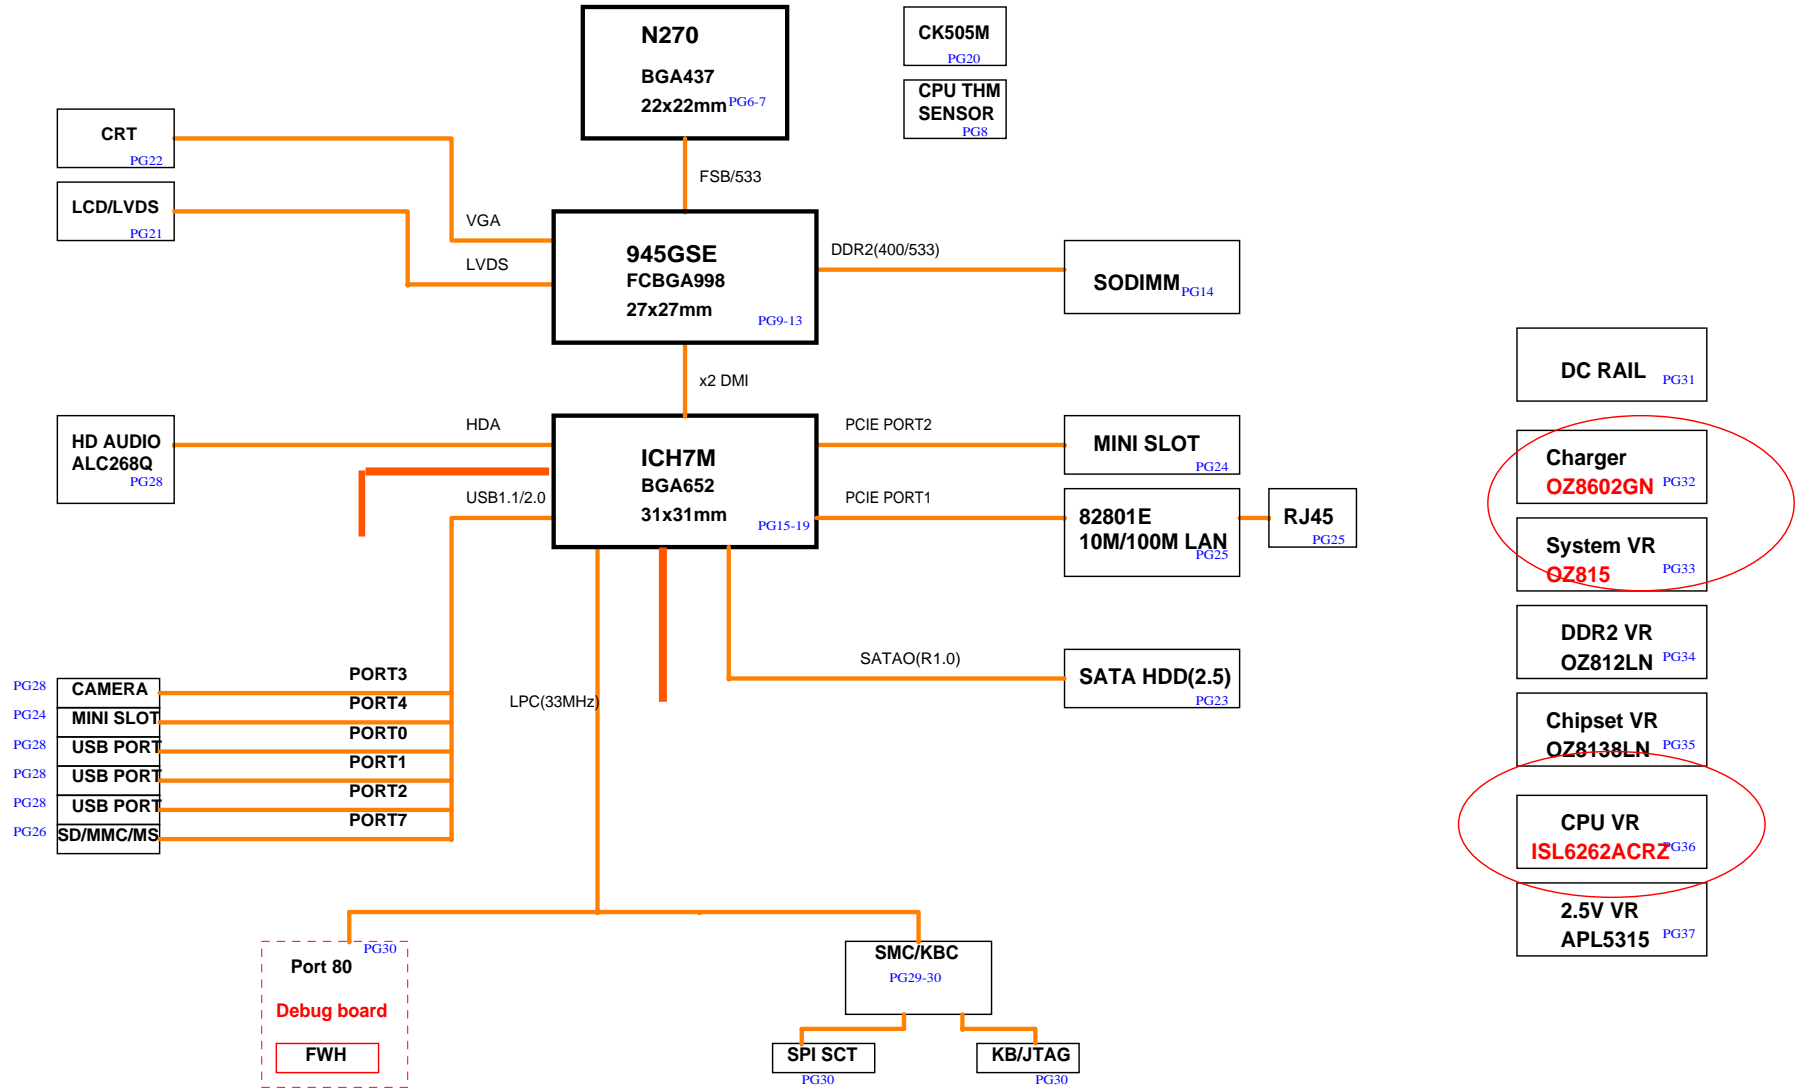 N270
BGA437
22x22mm PG6-7
CK505M
PG20
CPU THM
SENSOR
PG8
CRT
PG22
LCD/LVDS
PG21
FSB/533
VGA
LVDS
945GSE
FCBGA998
27x27mm
PG9-13
DDR2(400/533)
SODIMM PG14
x2 DMI
HD AUDIO
ALC268Q
PG28
HDA
USB1.1/2.0
ICH7M
BGA652
31x31mm
PG15-19
PCIE PORT2
MINI SLOT
PG24
PCIE PORT1
82801E
10M/100M LAN
PG25
RJ45
PG25
SATAO(R1.0)
SATA HDD(2.5)
PG23
LPC(33MHz)
PG28 CAMERA PORT3
PG24 MINI SLOT PORT4
PG28 USB PORT PORT0
PG28 USB PORT PORT1
PG28 USB PORT PORT2
PG26 SD/MMC/MS PORT7
PG30
Port 80
Debug board
FWH
SMC/KBC
PG29-30
SPI SCT
PG30
KB/JTAG
PG30
DC RAIL PG31
Charger
OZ8602GN PG32
System VR
OZ815 PG33
DDR2 VR
OZ812LN PG34
Chipset VR
OZ8138LN PG35
CPU VR
ISL6262ACRZ PG36
2.5V VR
APL5315 PG37